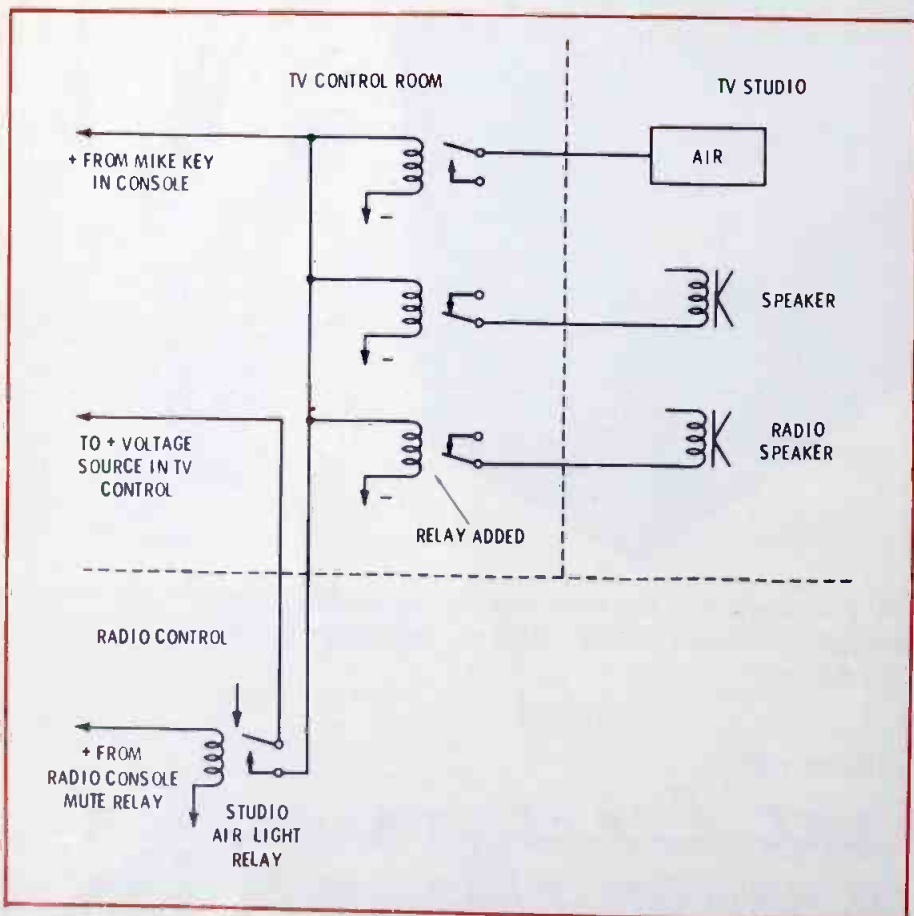 TV CONTROL ROOM
TV STUDIO
+ FROM MIKE KEY
IN CONSOLE
−
AIR
−
SPEAKER
TO + VOLTAGE
SOURCE IN TV
CONTROL
−
RADIO
SPEAKER
RELAY ADDED
RADIO CONTROL
+ FROM
RADIO CONSOLE
MUTE RELAY
STUDIO
AIR LIGHT
RELAY